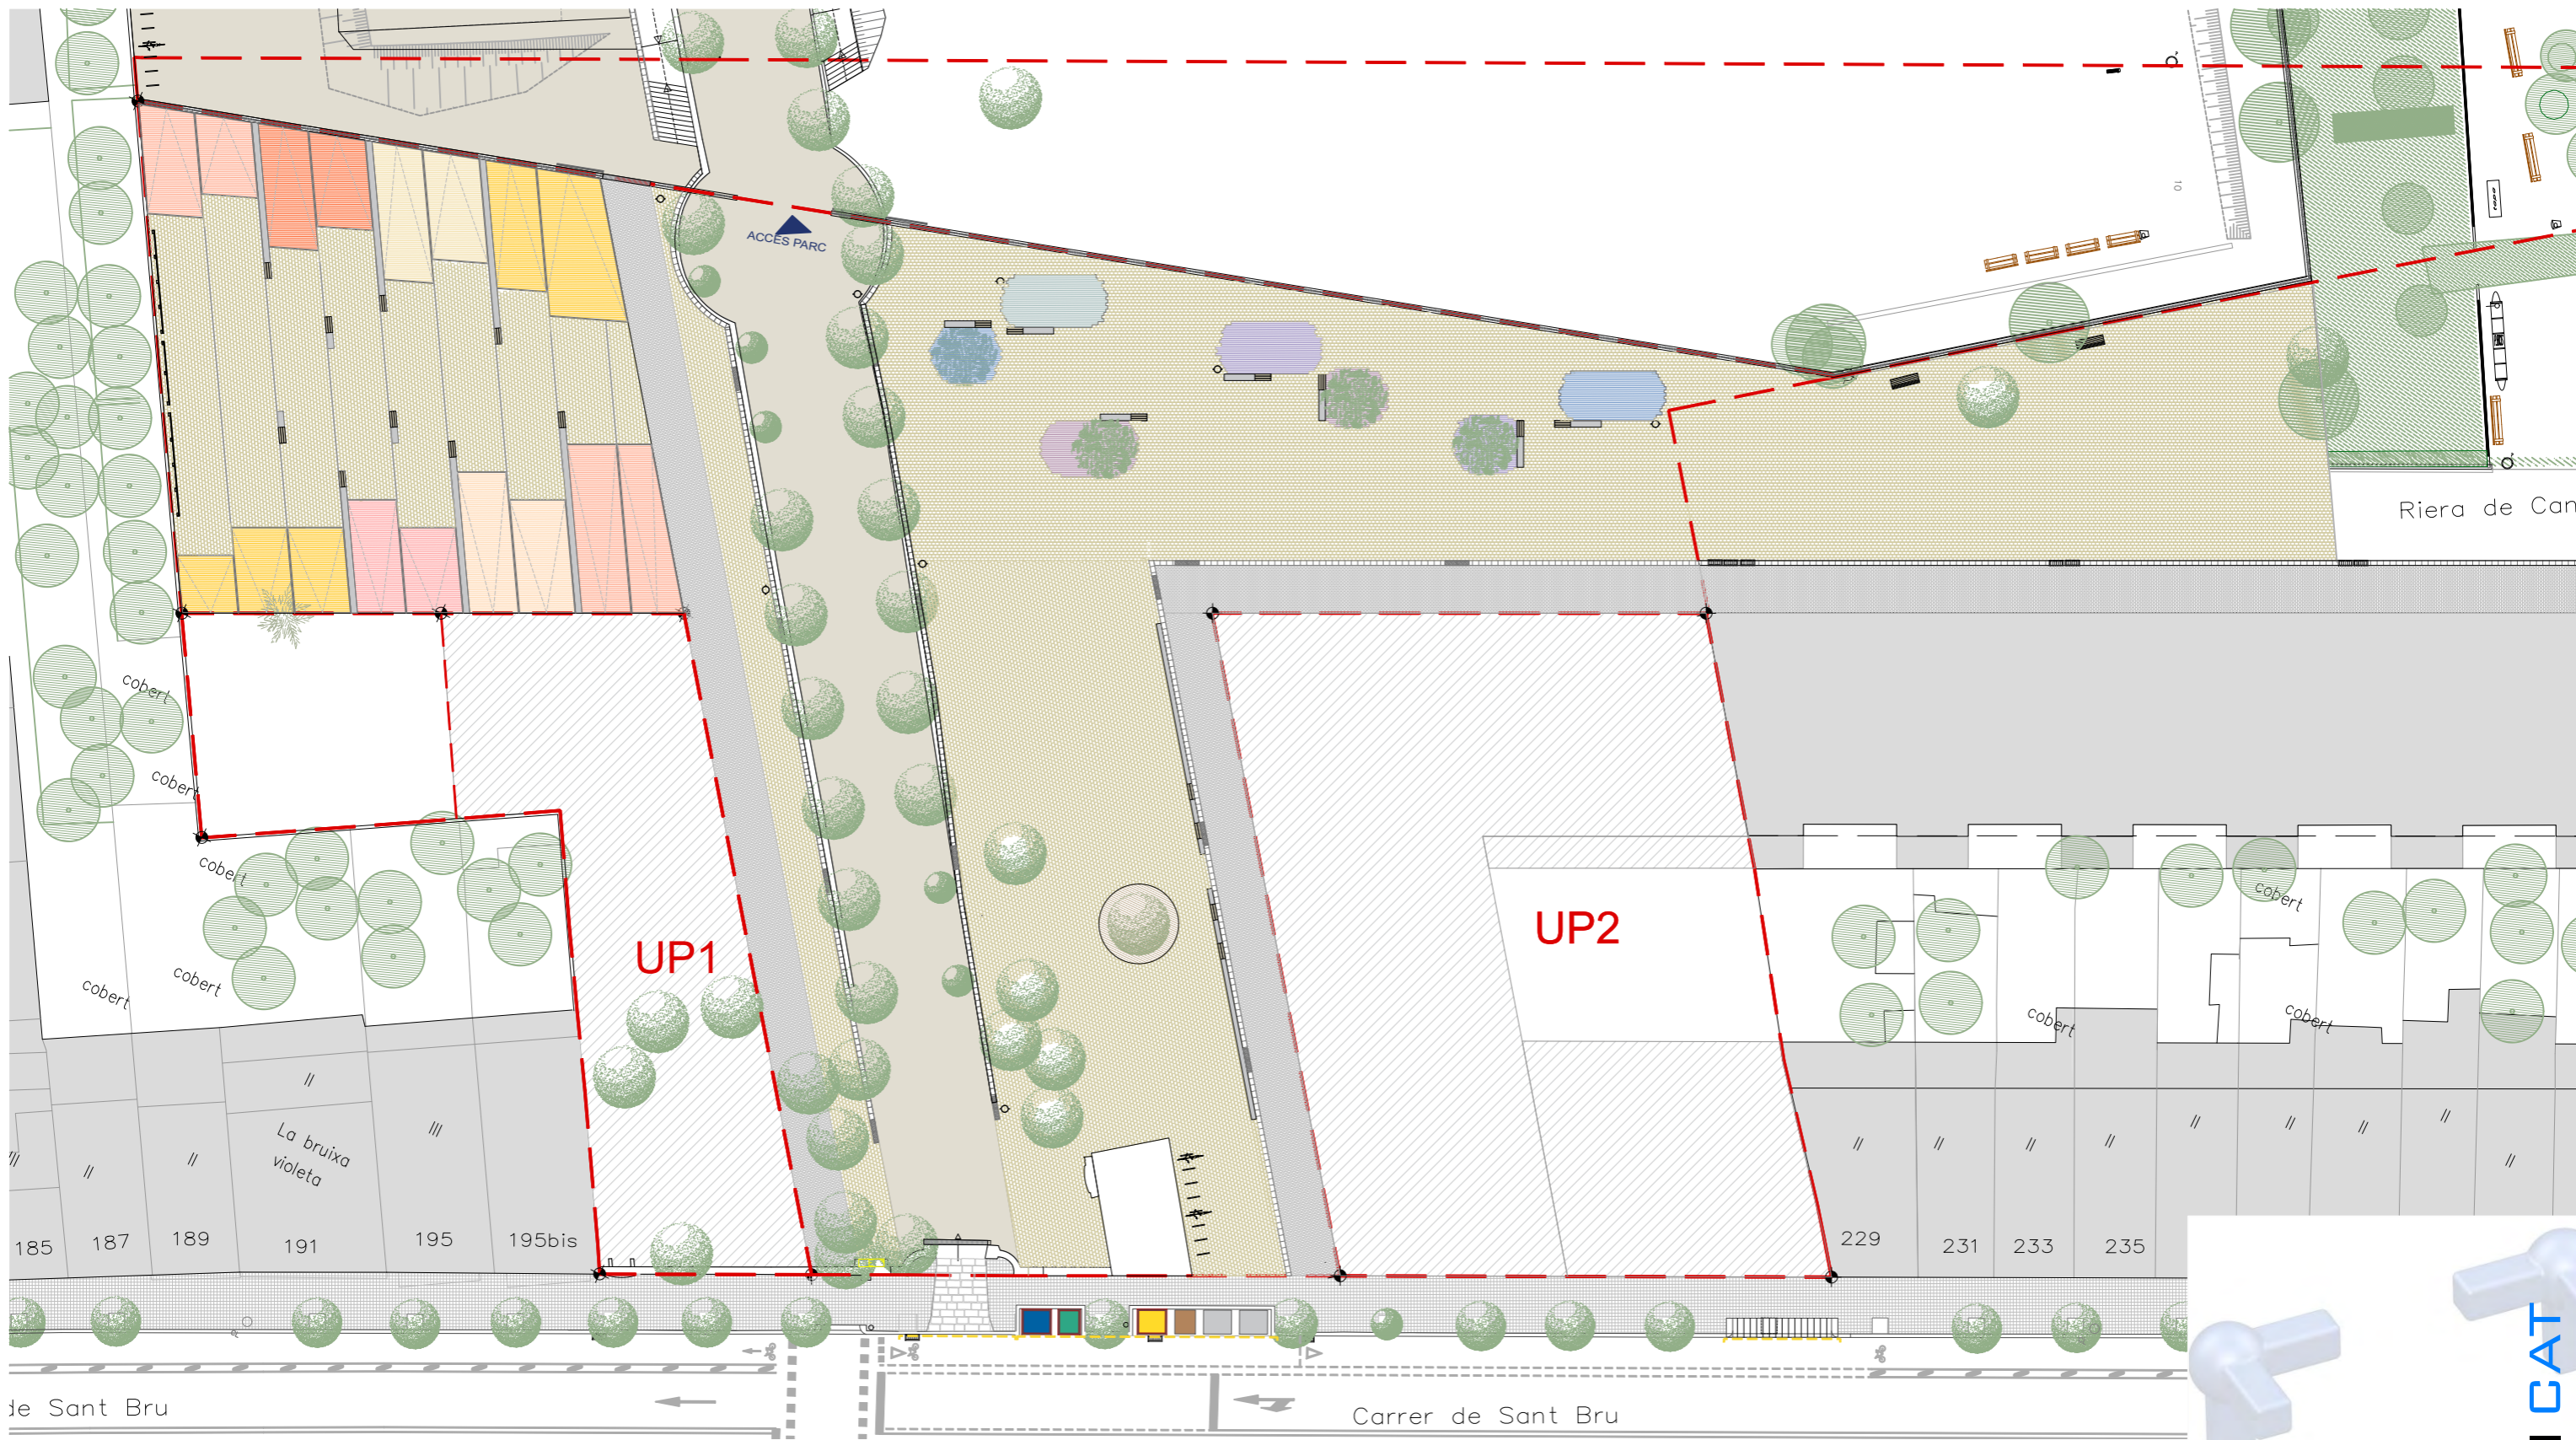 10
ACCÉS PARC
Riera de Can
cobert
cobert
cobert
cobert
cobert
UP1
UP2
cobert
cobert
cobert
La bruixa
violeta
185
187
189
191
195
195bis
229
231
233
235
de Sant Bru
Carrer de Sant Bru
CAT